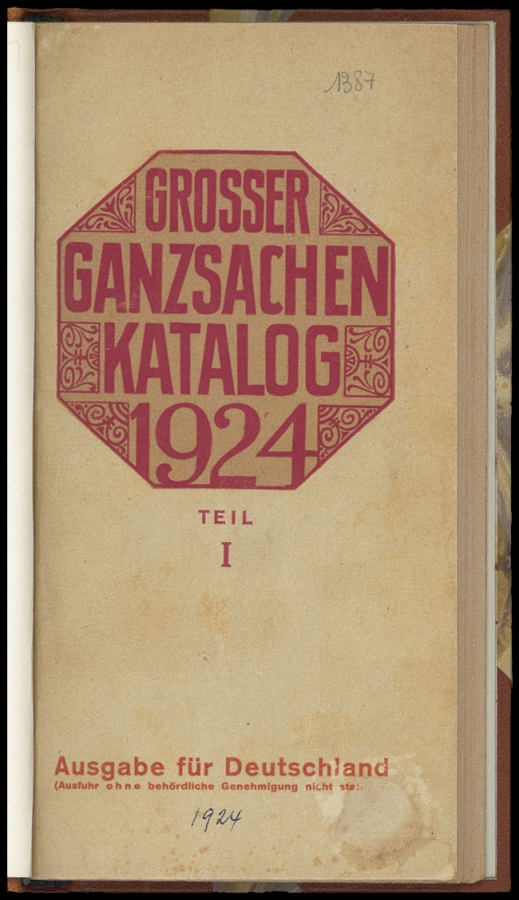 1387
GROSSER
GANZSACHEN
KATALOG
1924
TEIL
I
Ausgabe für Deutschland
(Ausfuhr ohne behördliche Genehmigung nicht
1924